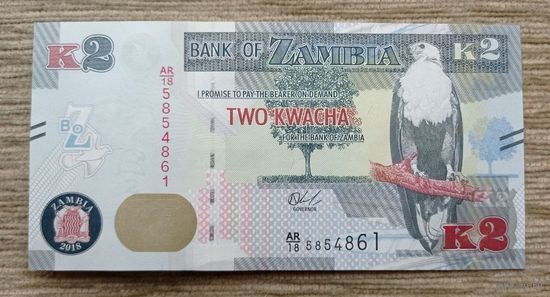 K2
BANK OF ZAMBIA
K2
AR/18 5854861
I PROMISE TO PAY THE BEARER ON DEMAND
TWO KWACHA
FOR THE BANK OF ZAMBIA
BoZ
GOVERNOR
ZAMBIA
2018
AR/18 5854861
K2